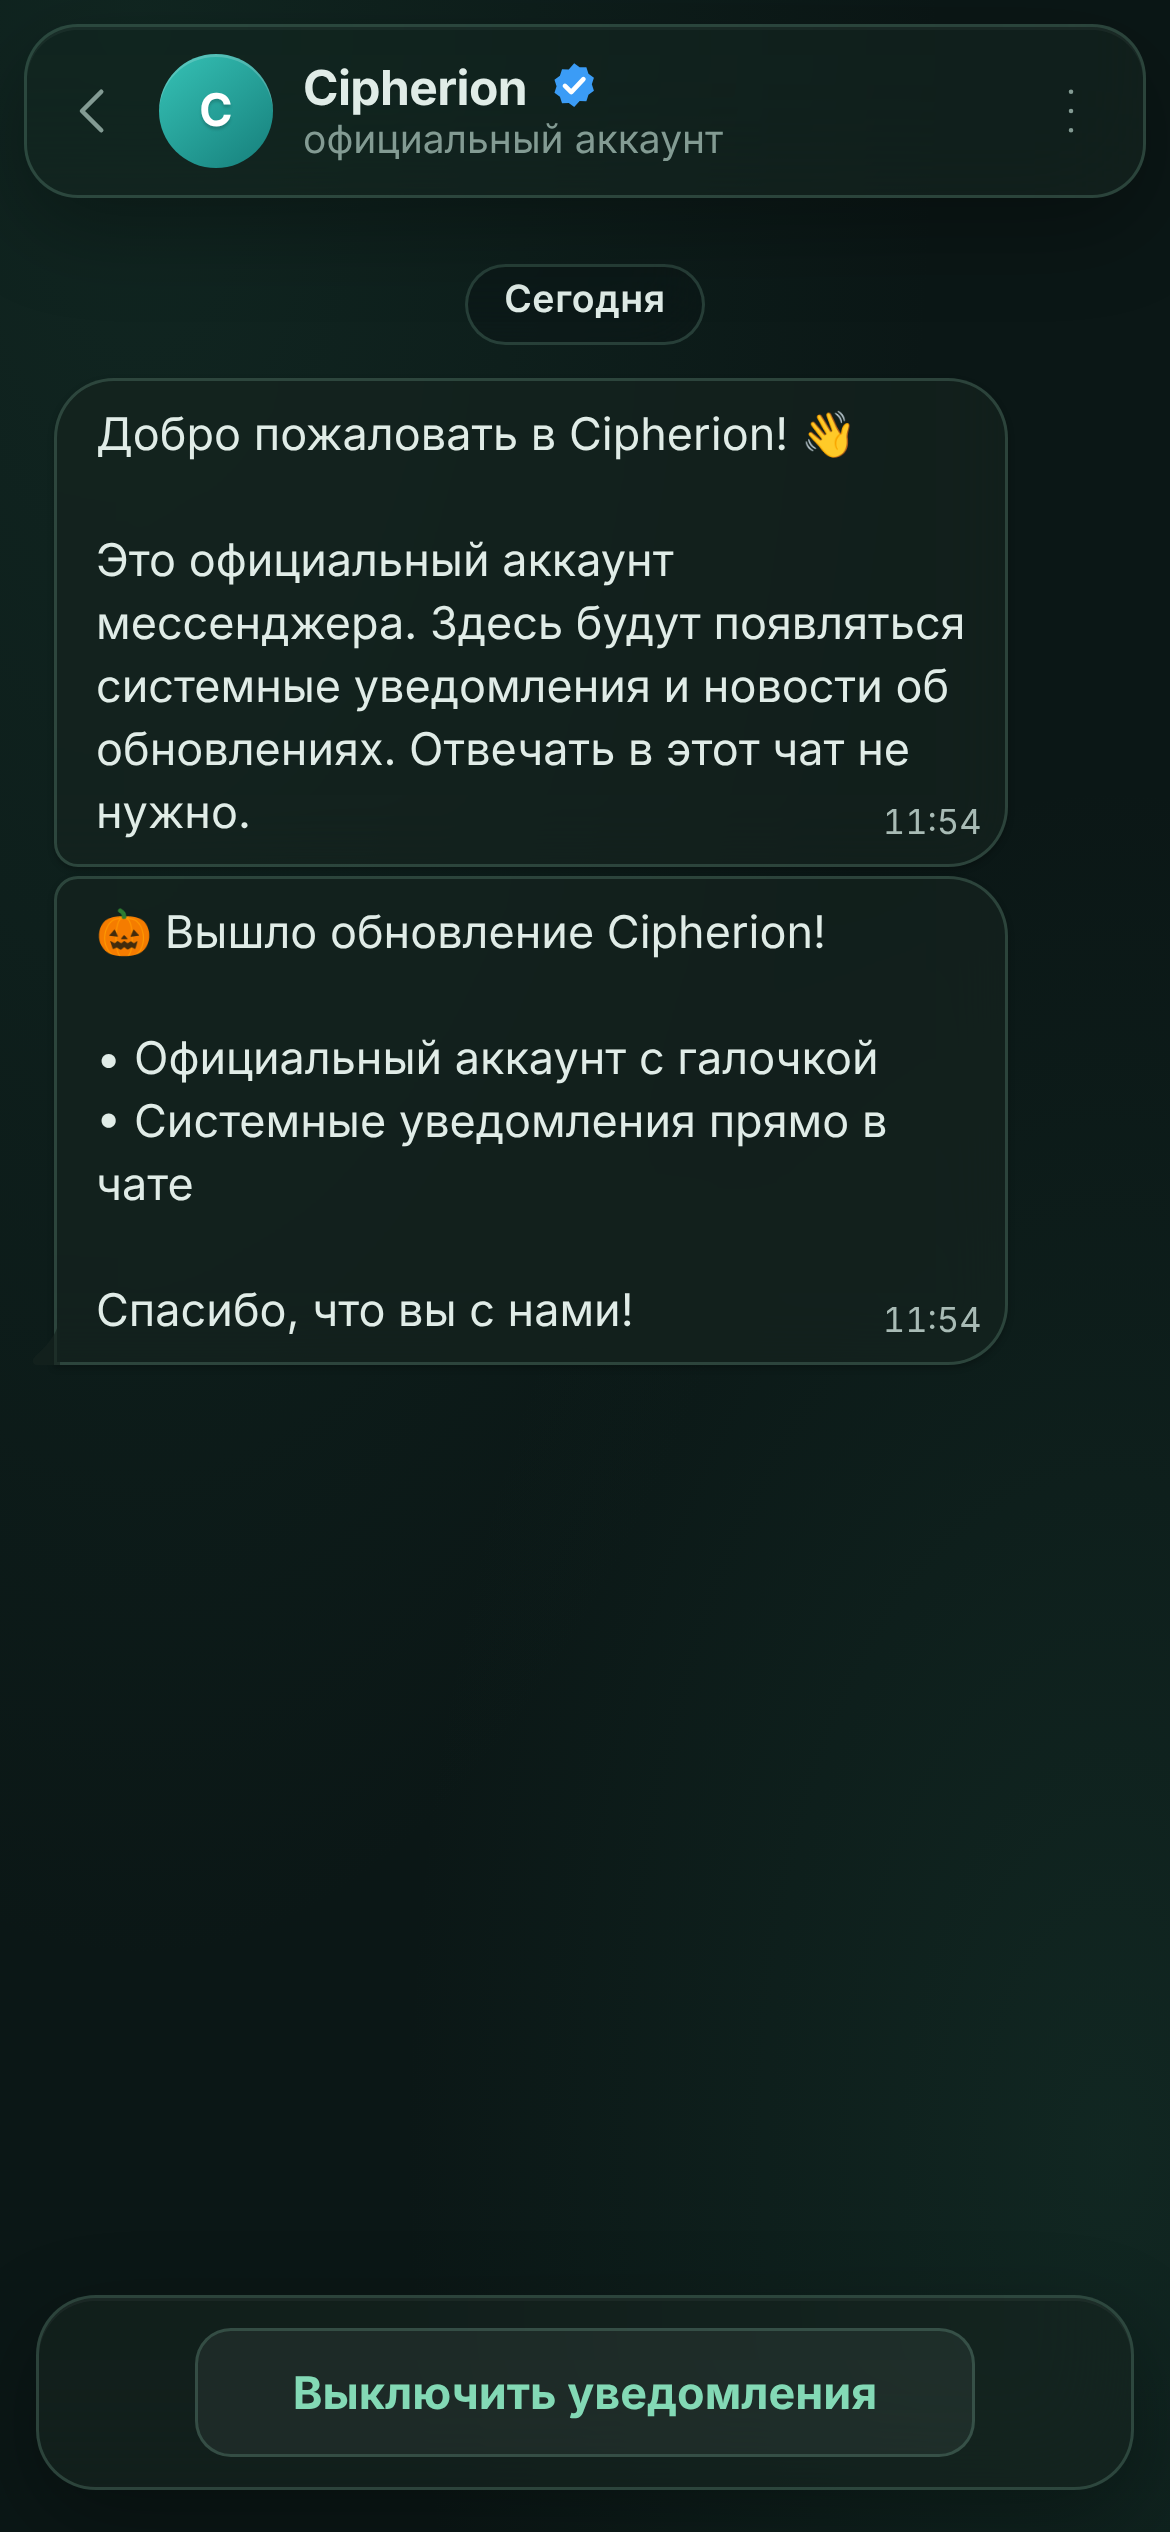 C
Cipherion
официальный аккаунт
Сегодня
Добро пожаловать в Cipherion! 👋
Это официальный аккаунт
мессенджера. Здесь будут появляться
системные уведомления и новости об
обновлениях. Отвечать в этот чат не
нужно.
11:54
🎃 Вышло обновление Cipherion!
• Официальный аккаунт с галочкой
• Системные уведомления прямо в
чате
Спасибо, что вы с нами!
11:54
Выключить уведомления